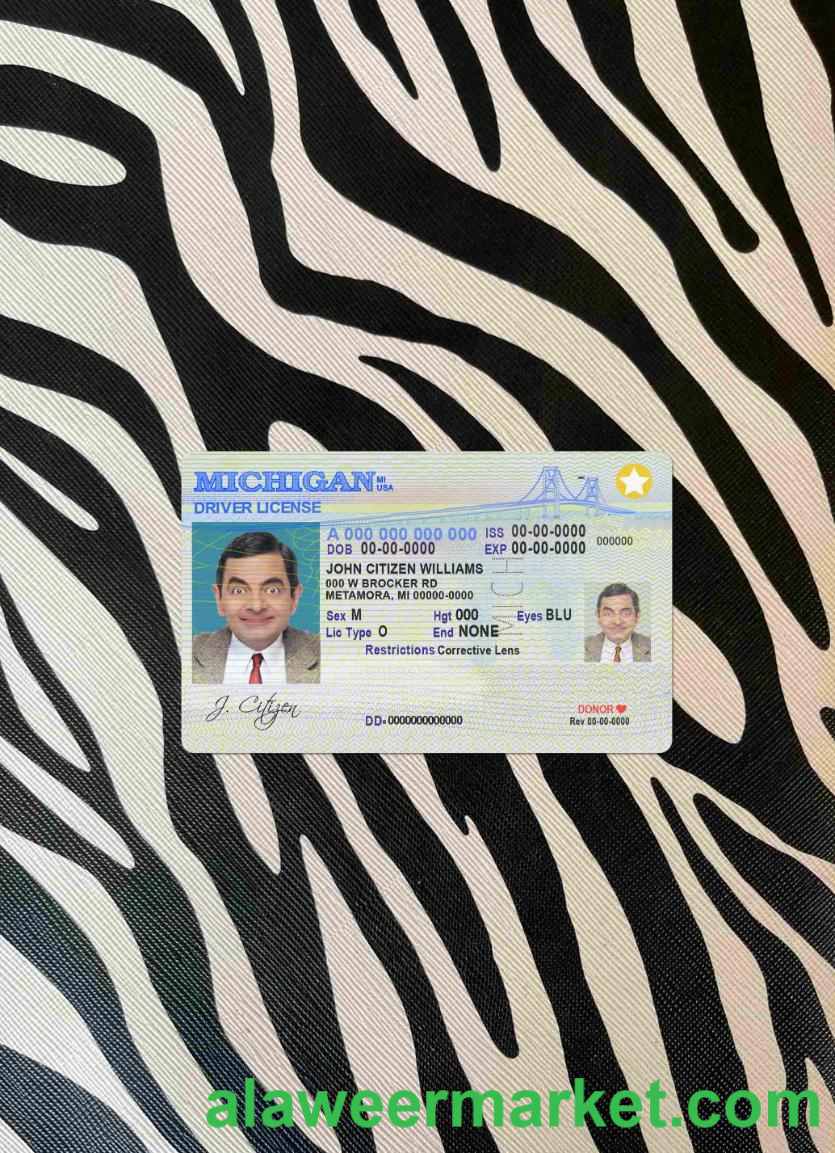 MICHIGAN MI USA
DRIVER LICENSE
A 000 000 000 000 ISS 00-00-0000
DOB 00-00-0000 EXP 00-00-0000 000000
JOHN CITIZEN WILLIAMS
000 W BROCKER RD
METAMORA, MI 00000-0000
MICH
Sex M Hgt 000 Eyes BLU
Lic Type O End NONE
Restrictions Corrective Lens
J. Citizen
DD 0000000000000
DONOR
Rev 00-00-0000
alaweermarket.com